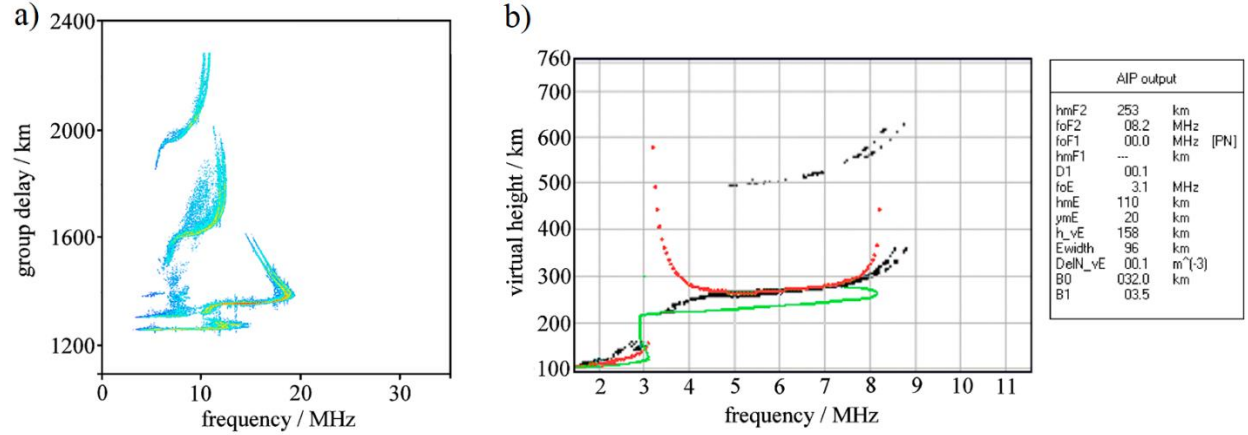 a)
2400
2000
1600
1200
0
10
20
30
group delay / km
frequency / MHz
b)
760
700
600
500
400
300
200
100
2 3 4 5 6 7 8 9 10 11
virtual height / km
frequency / MHz
AIP output
hmF2 253 km
foF2 08.2 MHz
foF1 00.0 MHz [PN]
hmF1 --- km
D1 00.1
foE 3.1 MHz
hmE 110 km
ymE 20 km
h_vE 158 km
Ewidth 96 km
DelN_vE 00.1 m^(-3)
B0 032.0 km
B1 03.5